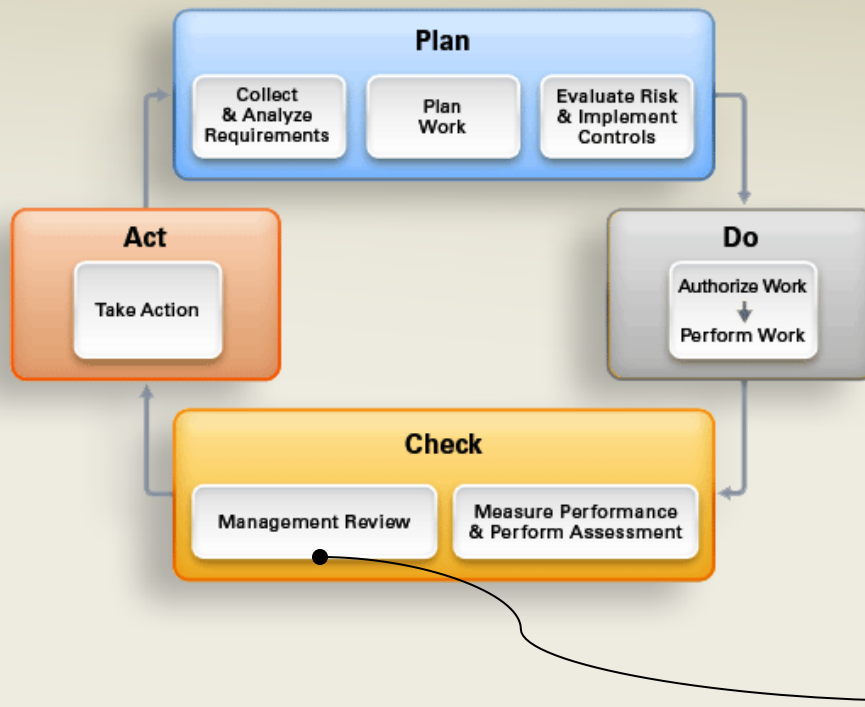 Plan
Collect
& Analyze
Requirements
Plan
Work
Evaluate Risk
& Implement
Controls
Act
Take Action
Do
Authorize Work
Perform Work
Check
Management Review
Measure Performance
& Perform Assessment